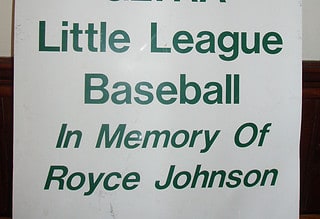 Little League
Baseball
In Memory Of
Royce Johnson